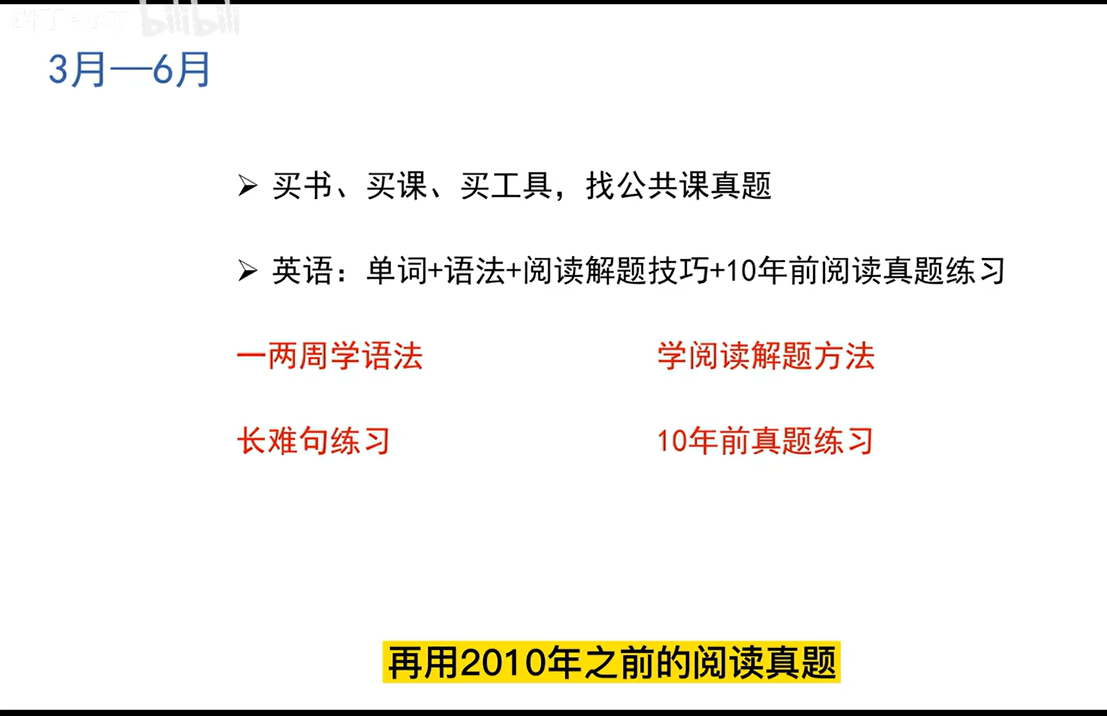 bilibili
3月—6月
➢ 买书、买课、买工具，找公共课真题
➢ 英语：单词+语法+阅读解题技巧+10年前阅读真题练习
一两周学语法 学阅读解题方法
长难句练习 10年前真题练习
再用2010年之前的阅读真题